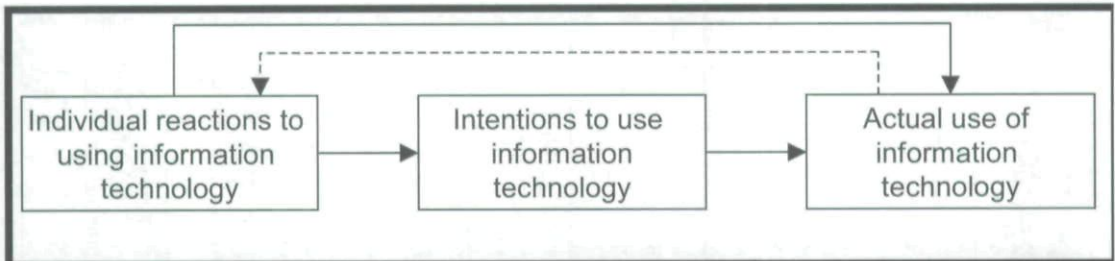 Individual reactions to
using information
technology
Intentions to use
information
technology
Actual use of
information
technology